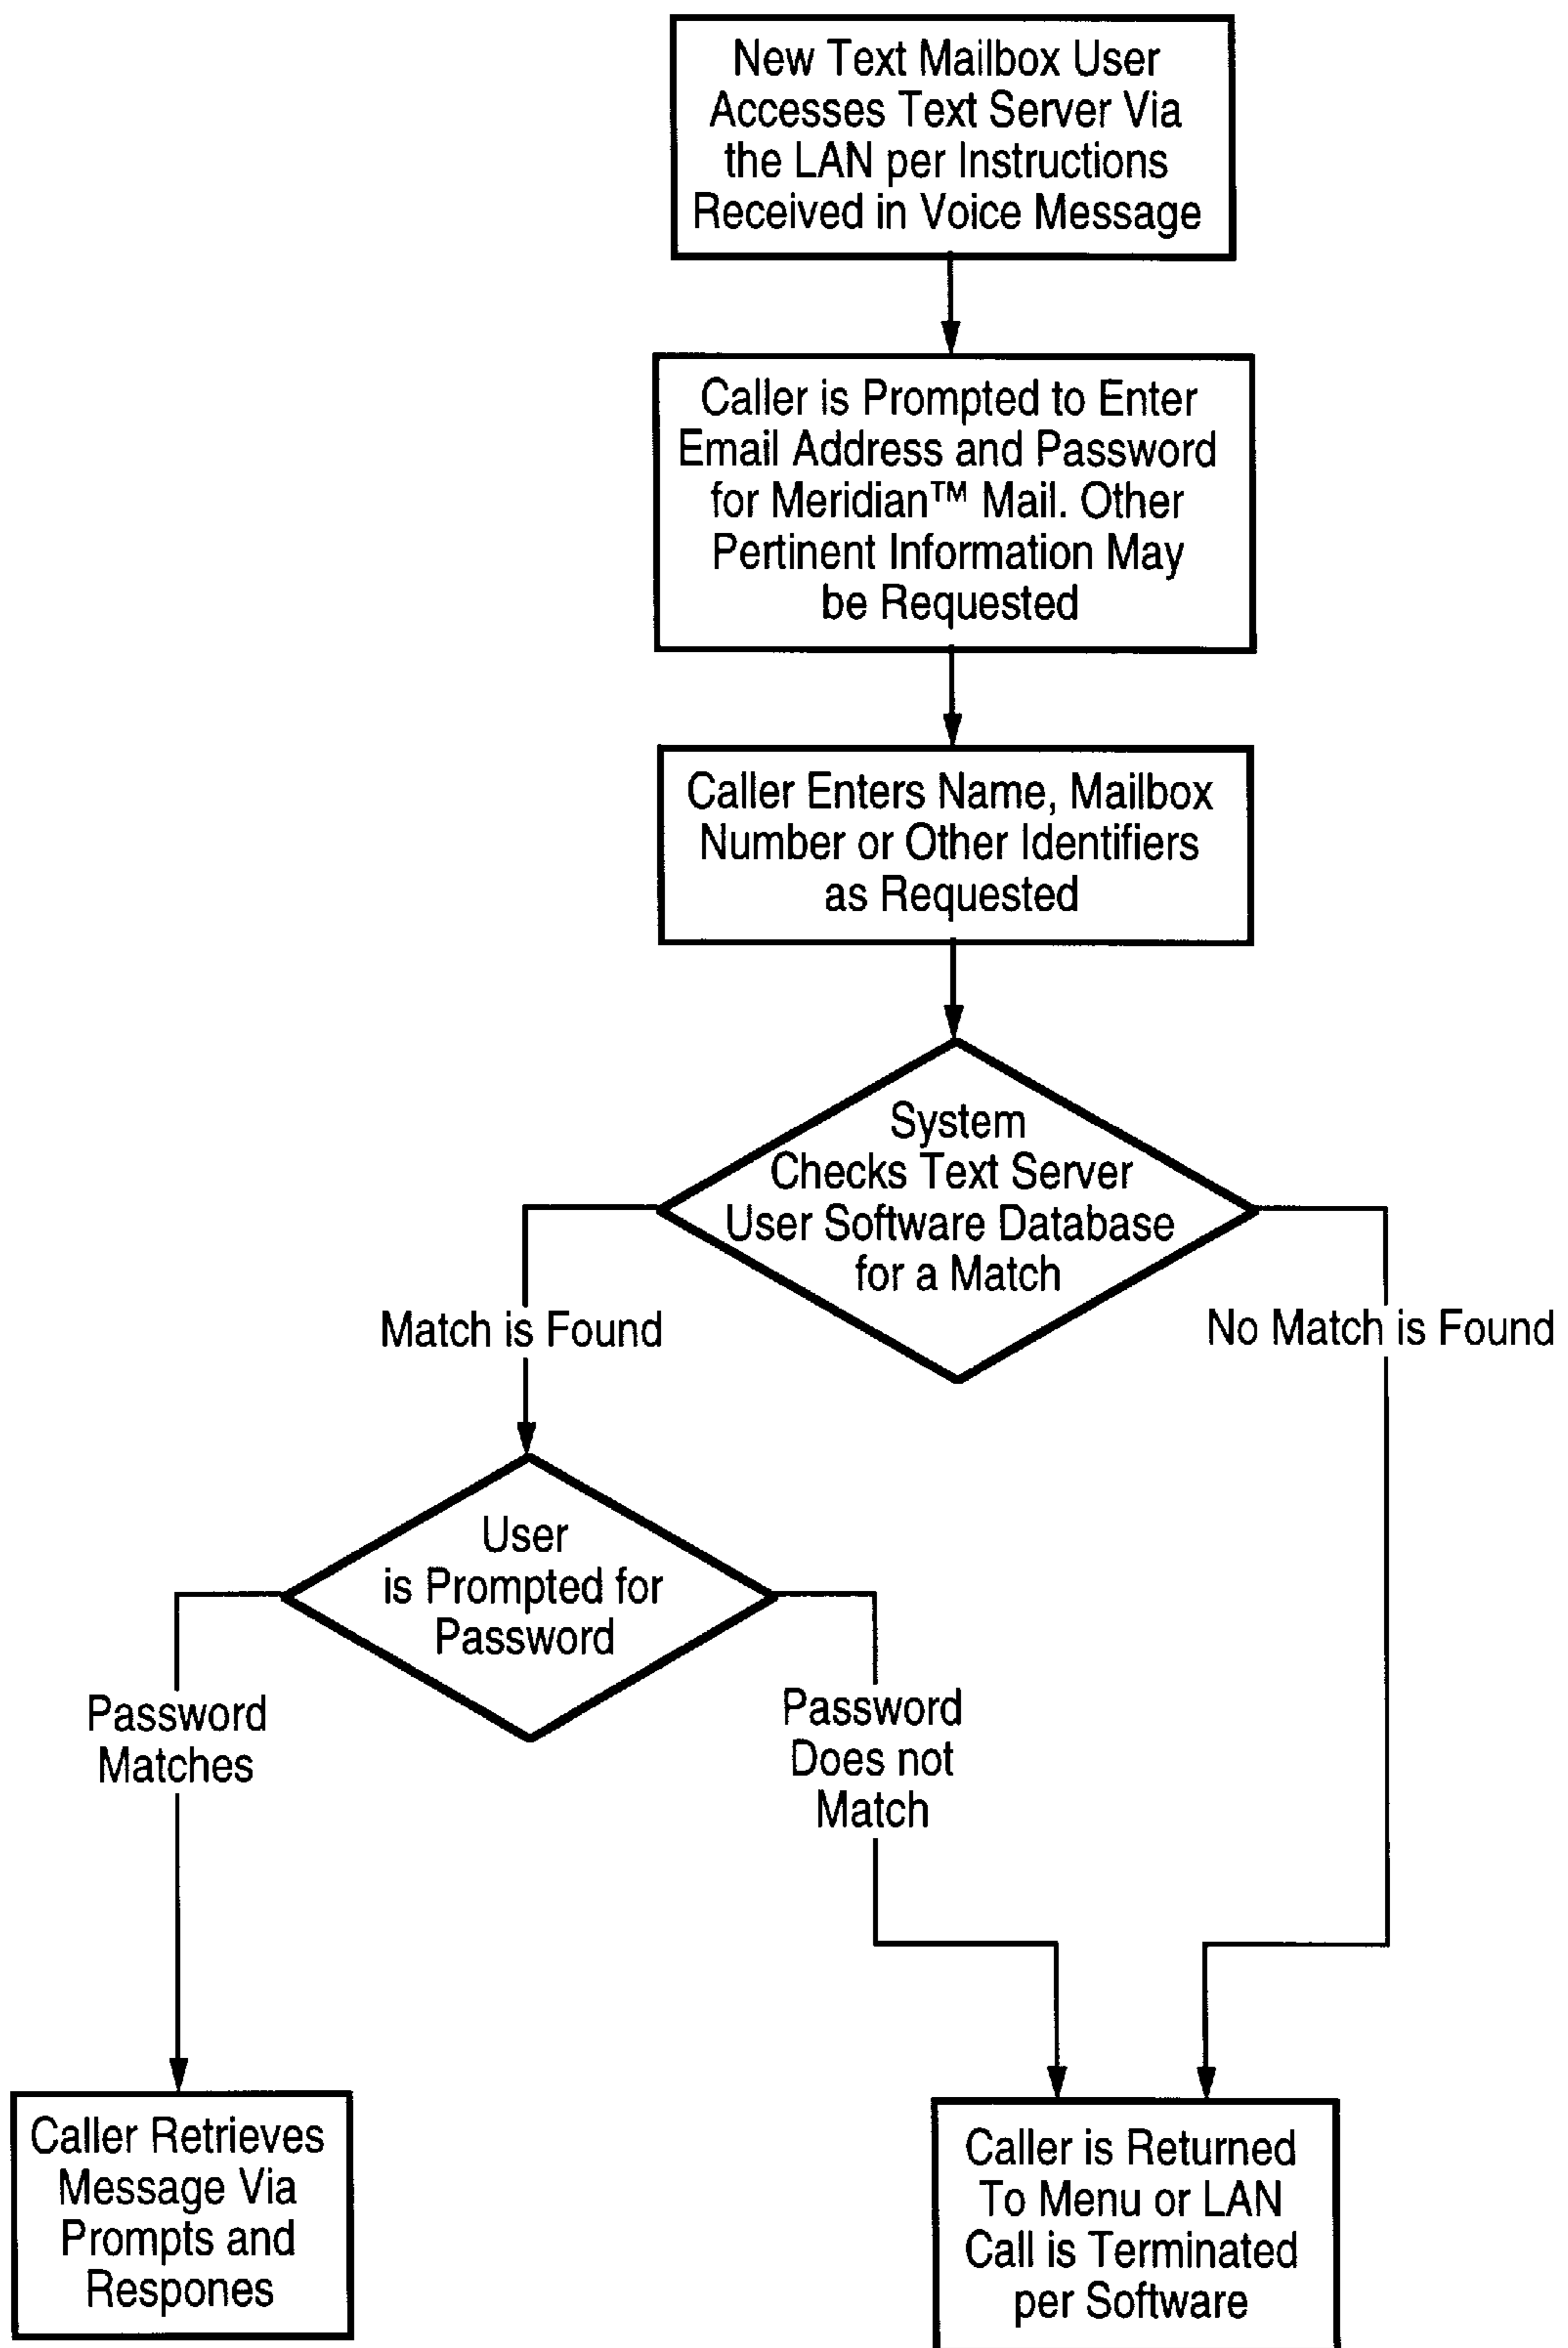 New Text Mailbox User
Accesses Text Server Via
the LAN per Instructions
Received in Voice Message
Caller is Prompted to Enter
Email Address and Password
for Meridian™ Mail. Other
Pertinent Information May
be Requested
Caller Enters Name, Mailbox
Number or Other Identifiers
as Requested
System
Checks Text Server
User Software Database
for a Match
Match is Found
No Match is Found
User
is Prompted for
Password
Password
Matches
Password
Does not
Match
Caller Retrieves
Message Via
Prompts and
Respones
Caller is Returned
To Menu or LAN
Call is Terminated
per Software